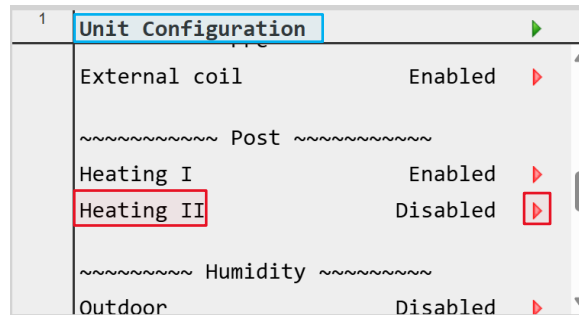 1
Unit Configuration
External coil Enabled
~~~~~~~~~~~ Post ~~~~~~~~~~~
Heating I Enabled
Heating II Disabled
~~~~~~~~~ Humidity ~~~~~~~~~
Outdoor Disabled